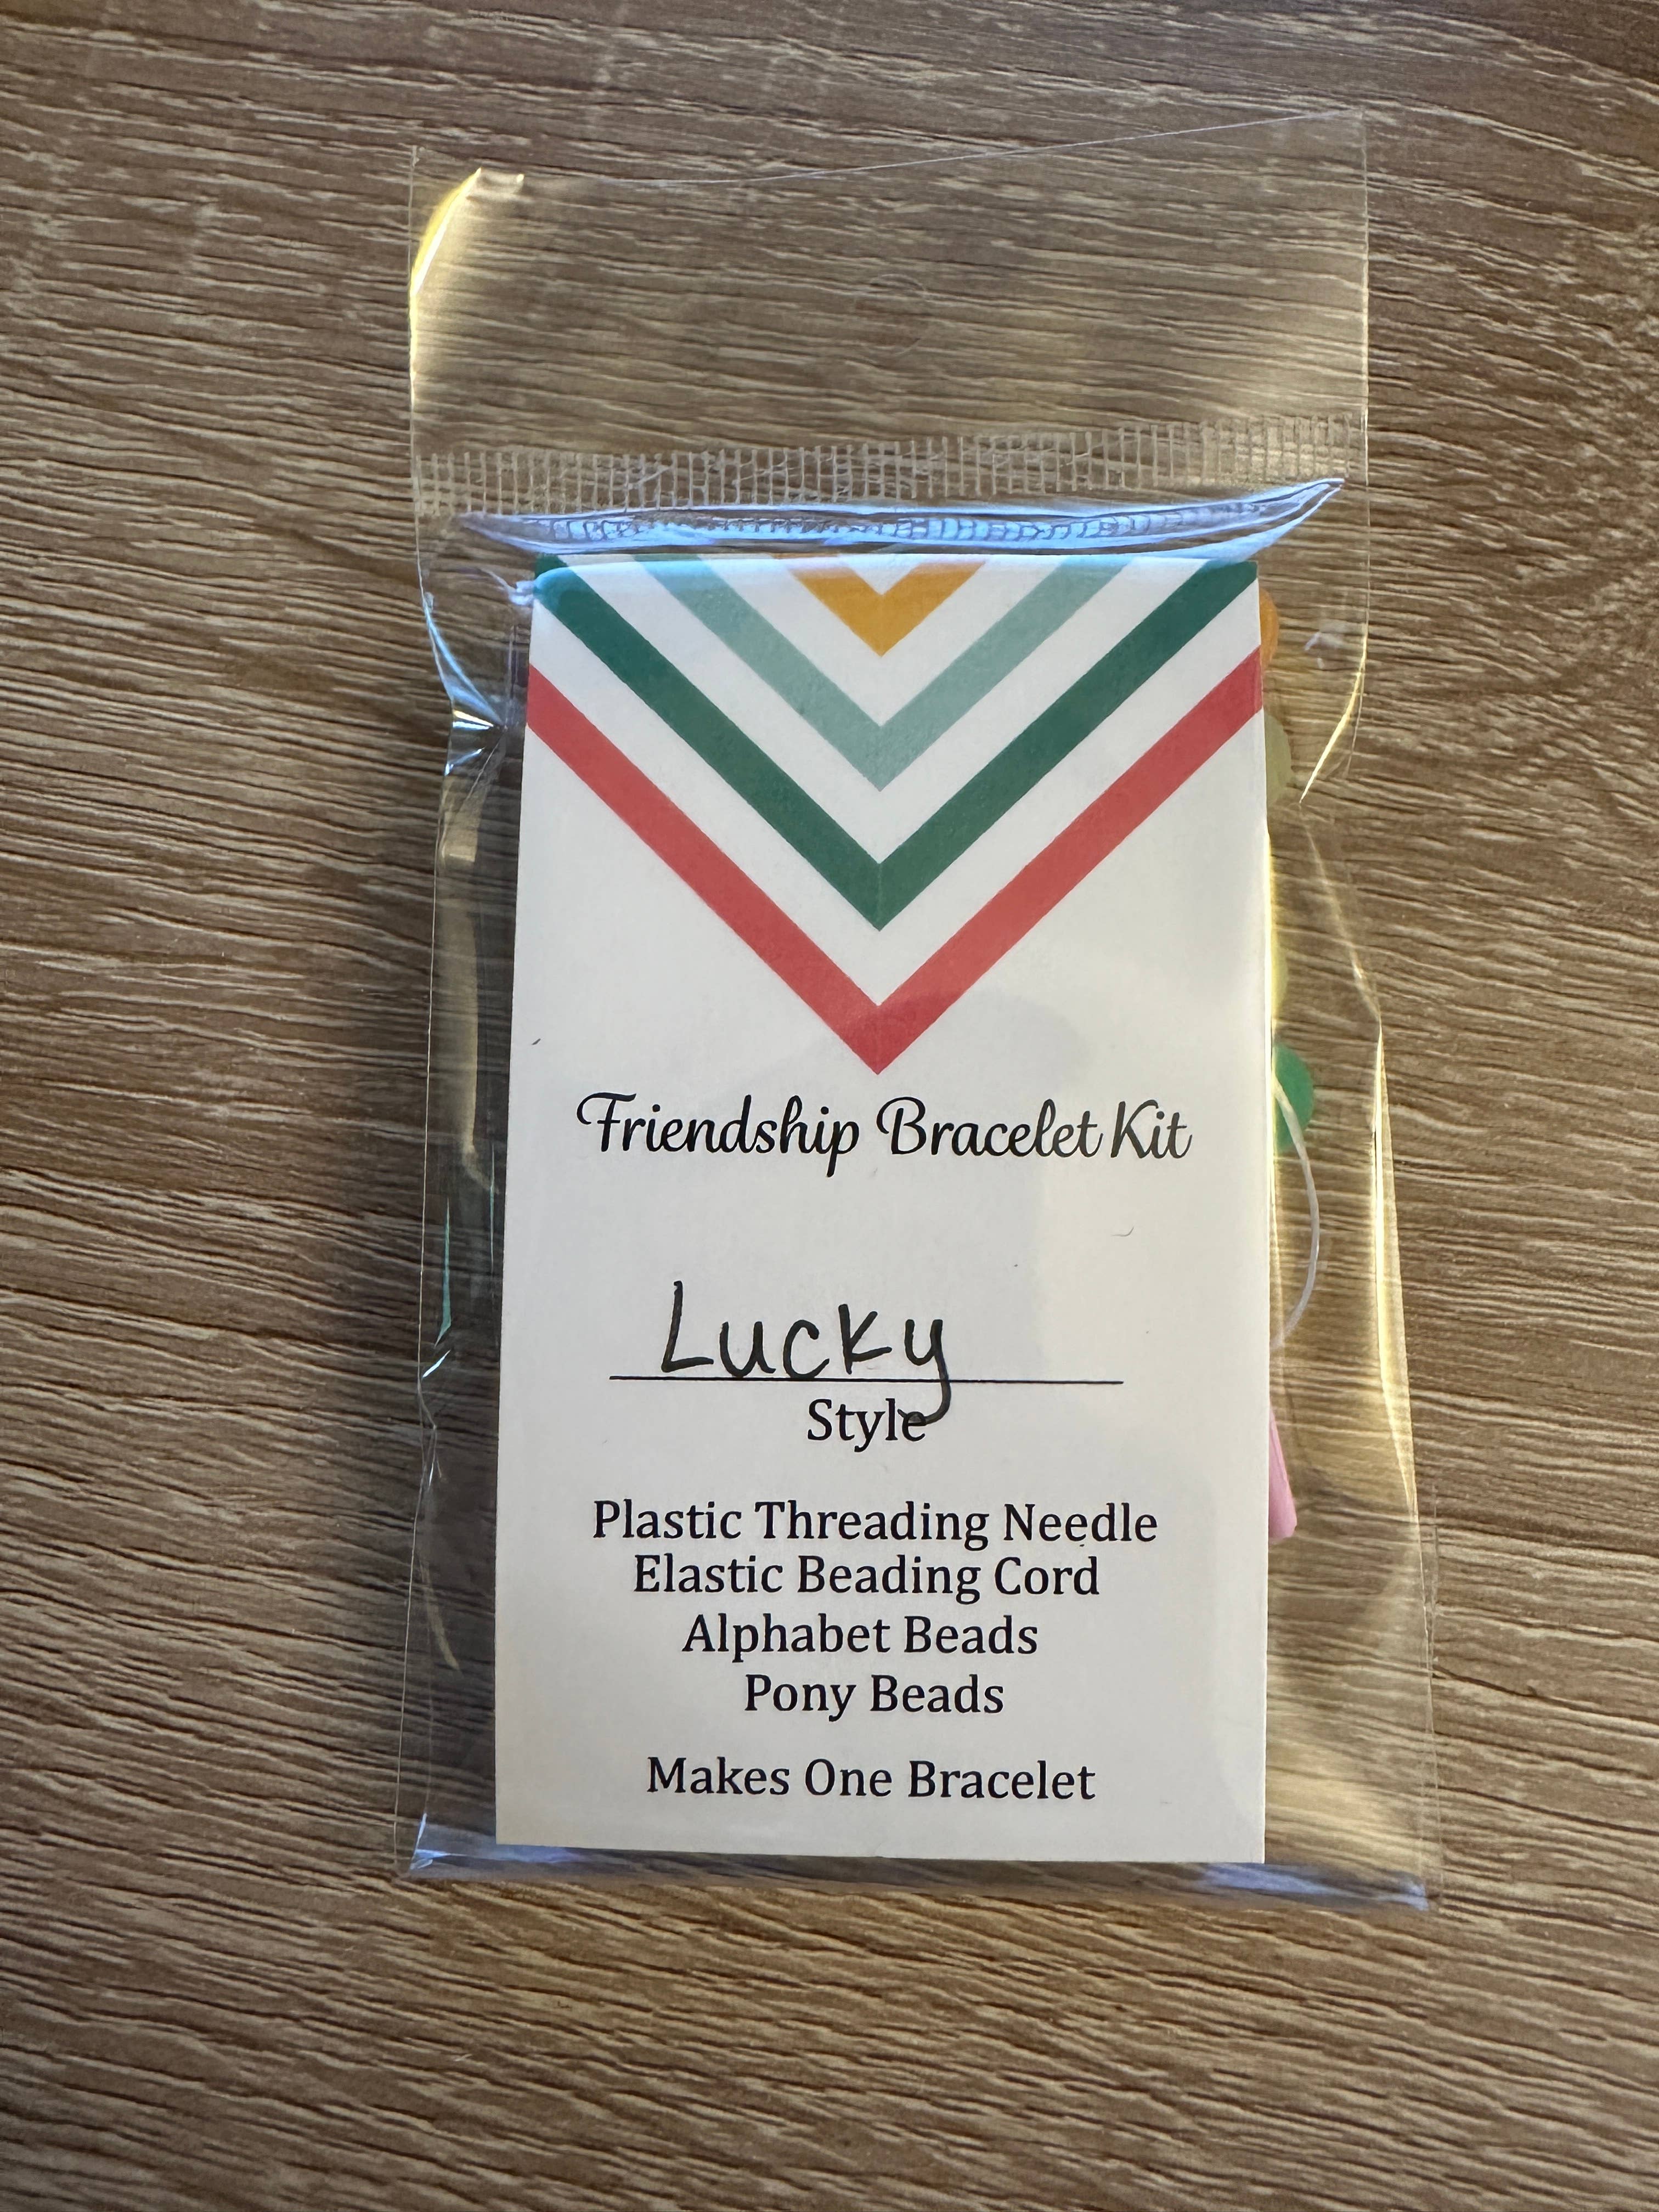 Friendship Bracelet Kit
Lucky
Style
Plastic Threading Needle
Elastic Beading Cord
Alphabet Beads
Pony Beads
Makes One Bracelet